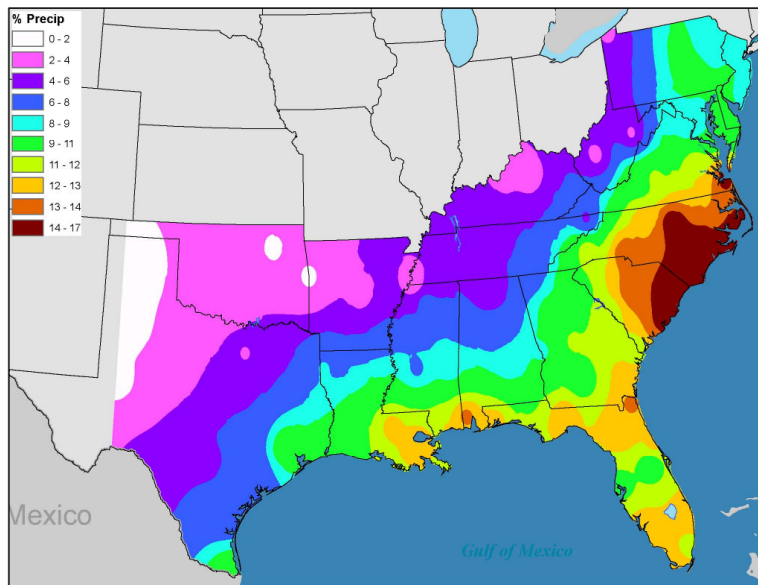 % Precip
0 - 2
2 - 4
4 - 6
6 - 8
8 - 9
9 - 11
11 - 12
12 - 13
13 - 14
14 - 17
Mexico
Gulf of Mexico